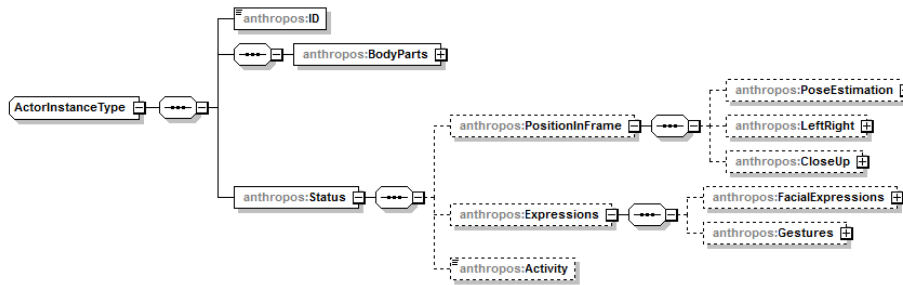 anthropos:ID
anthropos:BodyParts
ActorInstanceType
anthropos:PoseEstimation
anthropos:PositionInFrame
anthropos:LeftRight
anthropos:CloseUp
anthropos:Status
anthropos:FacialExpressions
anthropos:Expressions
anthropos:Gestures
anthropos:Activity